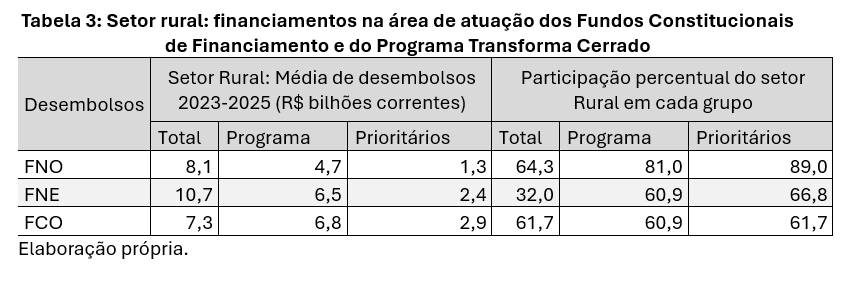 Tabela 3: Setor rural: financiamentos na área de atuação dos Fundos Constitucionais
de Financiamento e do Programa Transforma Cerrado
Desembolsos
Setor Rural: Média de desembolsos
2023-2025 (R$ bilhões correntes)
Participação percentual do setor
Rural em cada grupo
Total Programa Prioritários Total Programa Prioritários
FNO 8,1 4,7 1,3 64,3 81,0 89,0
FNE 10,7 6,5 2,4 32,0 60,9 66,8
FCO 7,3 6,8 2,9 61,7 60,9 61,7
Elaboração própria.